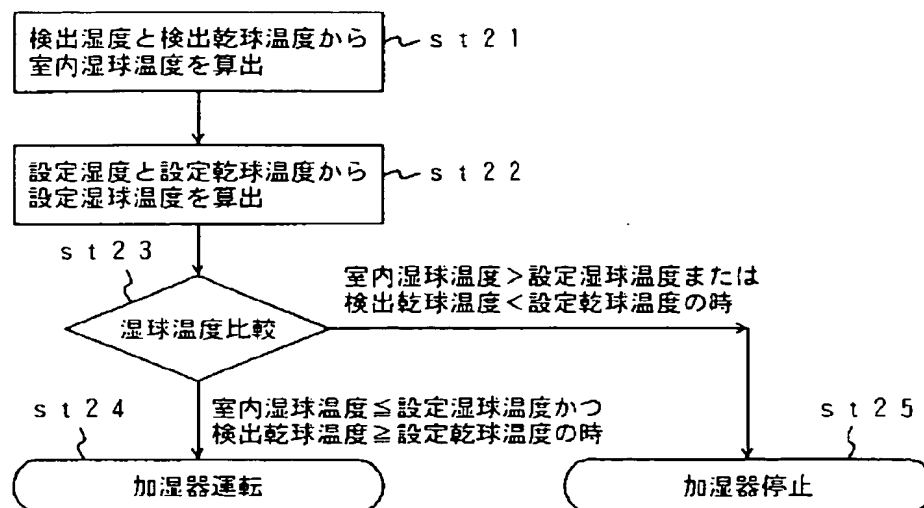 検出湿度と検出乾球温度から
室内湿球温度を算出
st21
設定湿度と設定乾球温度から
設定湿球温度を算出
st22
st23
湿球温度比較
室内湿球温度＞設定湿球温度または
検出乾球温度＜設定乾球温度の時
st24
室内湿球温度≦設定湿球温度かつ
検出乾球温度≧設定乾球温度の時
st25
加湿器運転
加湿器停止